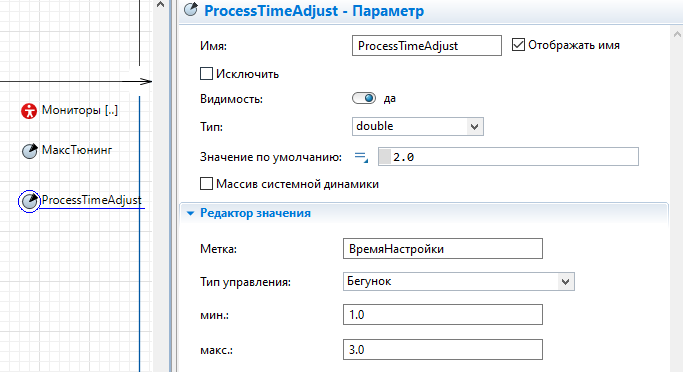 Мониторы [..]
МаксТюнинг
ProcessTimeAdjust
ProcessTimeAdjust - Параметр
Имя: ProcessTimeAdjust Отображать имя
Исключить
Видимость: да
Тип: double
Значение по умолчанию: 2.0
Массив системной динамики
Редактор значения
Метка: ВремяНастройки
Тип управления: Бегунок
мин.: 1.0
макс.: 3.0